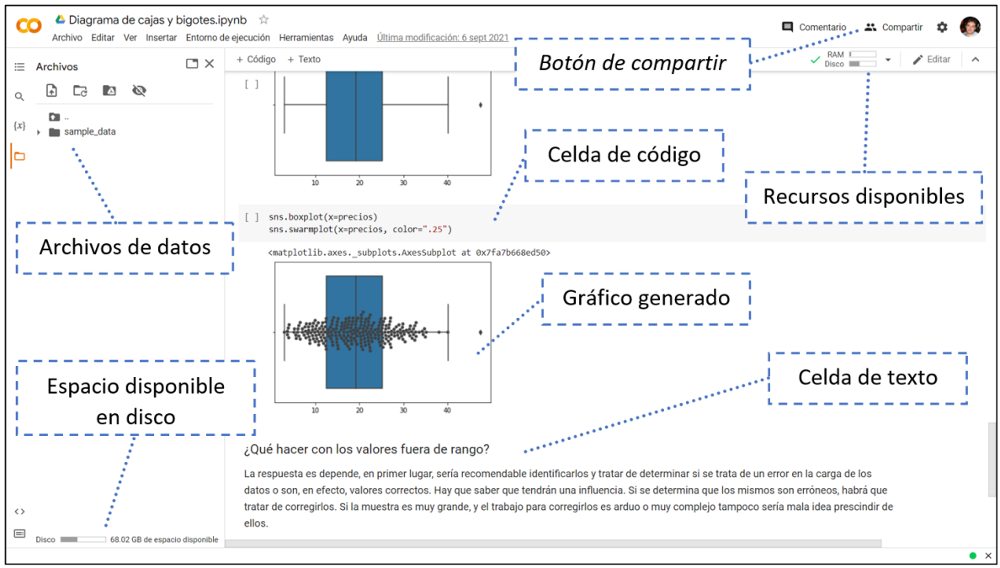 Diagrama de cajas y bigotes.ipynb
Archivo Editar Ver Insertar Entorno de ejecución Herramientas Ayuda Última modificación: 6 sept 2021
Comentario Compartir
Archivos
+ Código + Texto
Botón de compartir
RAM
Disco
Editar
[ ]
..
{x}
sample_data
10 20 30 40
Celda de código
Recursos disponibles
[ ] sns.boxplot(x=precios)
sns.swarmplot(x=precios, color=".25")
Archivos de datos
<matplotlib.axes._subplots.AxesSubplot at 0x7fa7b668ed50>
Gráfico generado
10 20 30 40
Espacio disponible
en disco
Celda de texto
¿Qué hacer con los valores fuera de rango?
La respuesta es depende, en primer lugar, sería recomendable identificarlos y tratar de determinar si se trata de un error en la carga de los
datos o son, en efecto, valores correctos. Hay que saber que tendrán una influencia. Si se determina que los mismos son erróneos, habrá que
tratar de corregirlos. Si la muestra es muy grande, y el trabajo para corregirlos es arduo o muy complejo tampoco sería mala idea prescindir de
ellos.
Disco 68.02 GB de espacio disponible